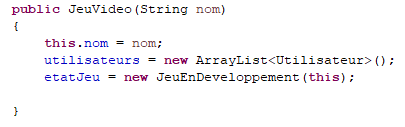 public JeuVideo(String nom)
{
this.nom = nom;
utilisateurs = new ArrayList<Utilisateur>();
etatJeu = new JeuEnDeveloppement(this);
}